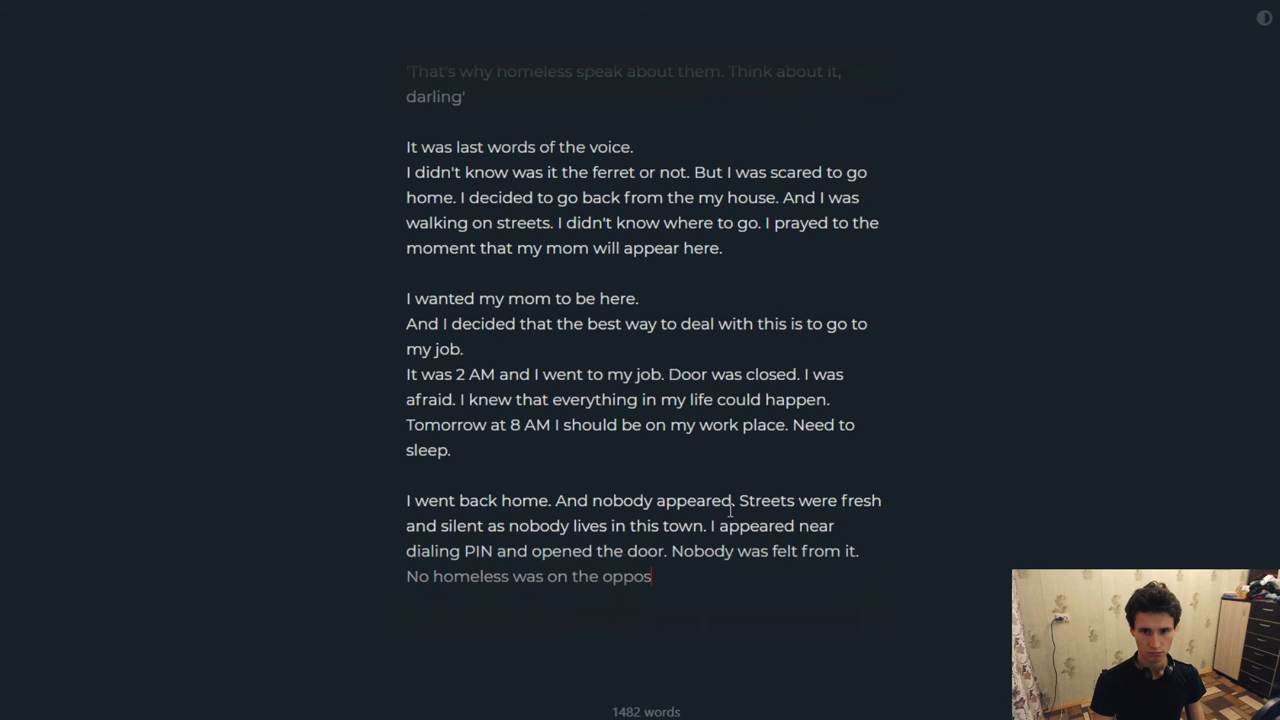 'That's why homeless speak about them. Think about it,
darling'
It was last words of the voice.
I didn't know was it the ferret or not. But I was scared to go
home. I decided to go back from the my house. And I was
walking on streets. I didn't know where to go. I prayed to the
moment that my mom will appear here.
I wanted my mom to be here.
And I decided that the best way to deal with this is to go to
my job.
It was 2 AM and I went to my job. Door was closed. I was
afraid. I knew that everything in my life could happen.
Tomorrow at 8 AM I should be on my work place. Need to
sleep.
I went back home. And nobody appeared. Streets were fresh
and silent as nobody lives in this town. I appeared near
dialing PIN and opened the door. Nobody was felt from it.
No homeless was on the oppos
1482 words